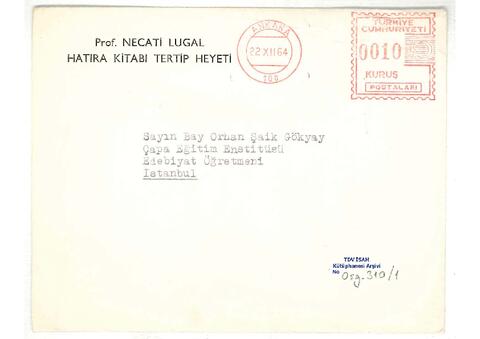 Prof. NECATİ LUGAL
HATIRA KİTABI TERTİP HEYETİ
ANKARA
22 XII 64
TÜRKİYE
CUMHURİYETİ
0010
KURUŞ
POSTALARI
Sayın Bay Orhan Şaik Gökyay
Çapa Eğitim Enstitüsü
Edebiyat Öğretmeni
İstanbul
TDV İSAM
Kütüphanesi Arşivi
No Oşg-310/1